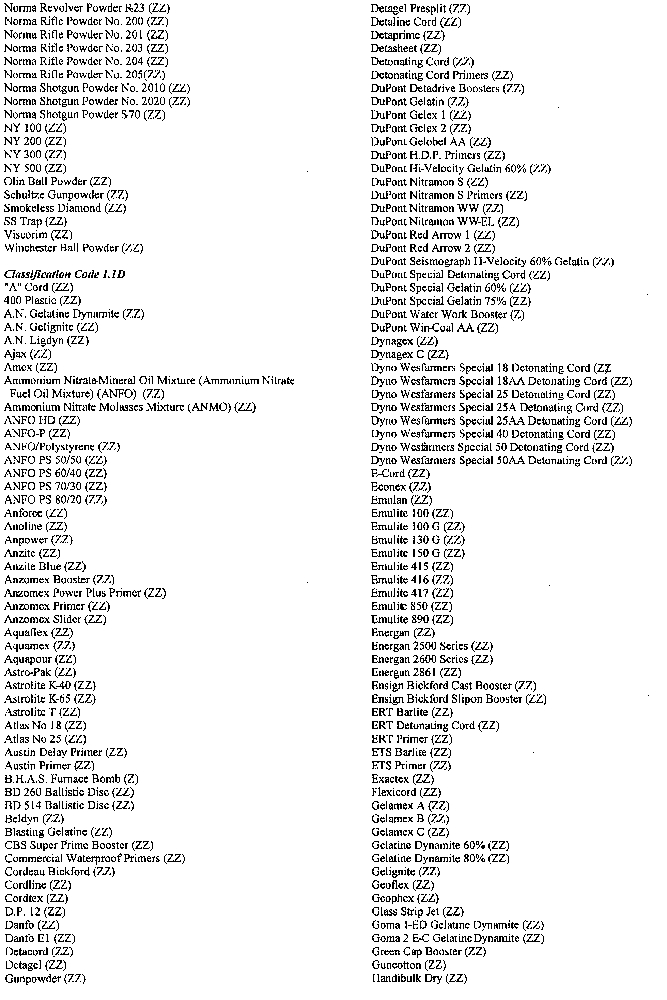 Norma Revolver Powder R-23 (ZZ)
Norma Rifle Powder No. 200 (ZZ)
Norma Rifle Powder No. 201 (ZZ)
Norma Rifle Powder No. 203 (ZZ)
Norma Rifle Powder No. 204 (ZZ)
Norma Rifle Powder No. 205(ZZ)
Norma Shotgun Powder No. 2010 (ZZ)
Norma Shotgun Powder No. 2020 (ZZ)
Norma Shotgun Powder S-70 (ZZ)
NY 100 (ZZ)
NY 200 (ZZ)
NY 300 (ZZ)
NY 500 (ZZ)
Olin Ball Powder (ZZ)
Schultze Gunpowder (ZZ)
Smokeless Diamond (ZZ)
SS Trap (ZZ)
Viscorim (ZZ)
Winchester Ball Powder (ZZ)
Classification Code 1.1D
"A" Cord (ZZ)
400 Plastic (ZZ)
A.N. Gelatine Dynamite (ZZ)
A.N. Gelignite (ZZ)
A.N. Ligdyn (ZZ)
Ajax (ZZ)
Amex (ZZ)
Ammonium Nitrate-Mineral Oil Mixture (Ammonium Nitrate
Fuel Oil Mixture) (ANFO) (ZZ)
Ammonium Nitrate Molasses Mixture (ANMO) (ZZ)
ANFO HD (ZZ)
ANFO-P (ZZ)
ANFO/Polystyrene (ZZ)
ANFO PS 50/50 (ZZ)
ANFO PS 60/40 (ZZ)
ANFO PS 70/30 (ZZ)
ANFO PS 80/20 (ZZ)
Anforce (ZZ)
Anoline (ZZ)
Anpower (ZZ)
Anzite (ZZ)
Anzite Blue (ZZ)
Anzomex Booster (ZZ)
Anzomex Power Plus Primer (ZZ)
Anzomex Primer (ZZ)
Anzomex Slider (ZZ)
Aquaflex (ZZ)
Aquamex (ZZ)
Aquapour (ZZ)
Astro-Pak (ZZ)
Astrolite K-40 (ZZ)
Astrolite K-65 (ZZ)
Astrolite T (ZZ)
Atlas No 18 (ZZ)
Atlas No 25 (ZZ)
Austin Delay Primer (ZZ)
Austin Primer (ZZ)
B.H.A.S. Furnace Bomb (Z)
BD 260 Ballistic Disc (ZZ)
BD 514 Ballistic Disc (ZZ)
Beldyn (ZZ)
Blasting Gelatine (ZZ)
CBS Super Prime Booster (ZZ)
Commercial Waterproof Primers (ZZ)
Cordeau Bickford (ZZ)
Cordline (ZZ)
Cordtex (ZZ)
D.P. 12 (ZZ)
Danfo (ZZ)
Danfo E1 (ZZ)
Detacord (ZZ)
Detagel (ZZ)
Gunpowder (ZZ)
Detagel Presplit (ZZ)
Detaline Cord (ZZ)
Detaprime (ZZ)
Detasheet (ZZ)
Detonating Cord (ZZ)
Detonating Cord Primers (ZZ)
DuPont Detadrive Boosters (ZZ)
DuPont Gelatin (ZZ)
DuPont Gelex 1 (ZZ)
DuPont Gelex 2 (ZZ)
DuPont Gelobel AA (ZZ)
DuPont H.D.P. Primers (ZZ)
DuPont Hi-Velocity Gelatin 60% (ZZ)
DuPont Nitramon S (ZZ)
DuPont Nitramon S Primers (ZZ)
DuPont Nitramon WW (ZZ)
DuPont Nitramon WW-EL (ZZ)
DuPont Red Arrow 1 (ZZ)
DuPont Red Arrow 2 (ZZ)
DuPont Seismograph Hi-Velocity 60% Gelatin (ZZ)
DuPont Special Detonating Cord (ZZ)
DuPont Special Gelatin 60% (ZZ)
DuPont Special Gelatin 75% (ZZ)
DuPont Water Work Booster (Z)
DuPont Win-Coal AA (ZZ)
Dynagex (ZZ)
Dynagex C (ZZ)
Dyno Wesfarmers Special 18 Detonating Cord (ZZ
Dyno Wesfarmers Special 18AA Detonating Cord (ZZ)
Dyno Wesfarmers Special 25 Detonating Cord (ZZ)
Dyno Wesfarmers Special 25A Detonating Cord (ZZ)
Dyno Wesfarmers Special 25AA Detonating Cord (ZZ)
Dyno Wesfarmers Special 40 Detonating Cord (ZZ)
Dyno Wesfarmers Special 50 Detonating Cord (ZZ)
Dyno Wesfarmers Special 50AA Detonating Cord (ZZ)
E-Cord (ZZ)
Econex (ZZ)
Emulan (ZZ)
Emulite 100 (ZZ)
Emulite 100 G (ZZ)
Emulite 130 G (ZZ)
Emulite 150 G (ZZ)
Emulite 415 (ZZ)
Emulite 416 (ZZ)
Emulite 417 (ZZ)
Emulite 850 (ZZ)
Emulite 890 (ZZ)
Energan (ZZ)
Energan 2500 Series (ZZ)
Energan 2600 Series (ZZ)
Energan 2861 (ZZ)
Ensign Bickford Cast Booster (ZZ)
Ensign Bickford Slip-on Booster (ZZ)
ERT Barlite (ZZ)
ERT Detonating Cord (ZZ)
ERT Primer (ZZ)
ETS Barlite (ZZ)
ETS Primer (ZZ)
Exactex (ZZ)
Flexicord (ZZ)
Gelamex A (ZZ)
Gelamex B (ZZ)
Gelamex C (ZZ)
Gelatine Dynamite 60% (ZZ)
Gelatine Dynamite 80% (ZZ)
Gelignite (ZZ)
Geoflex (ZZ)
Geophex (ZZ)
Glass Strip Jet (ZZ)
Goma 1-ED Gelatine Dynamite (ZZ)
Goma 2 E-C Gelatine Dynamite (ZZ)
Green Cap Booster (ZZ)
Guncotton (ZZ)
Handibulk Dry (ZZ)